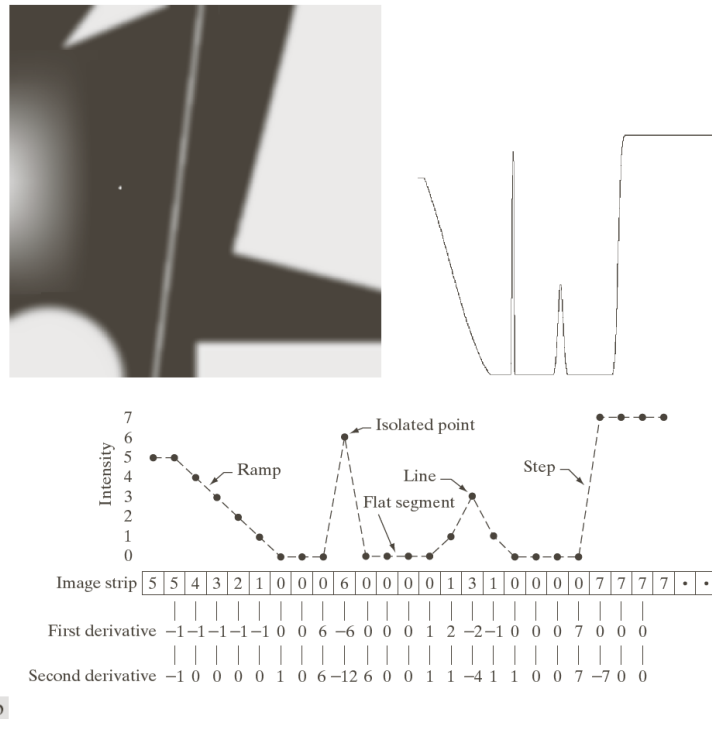 7
6 Isolated point
5 Ramp
4 Line Step
3 Flat segment
2
1
0
Intensity
Image strip 5 5 4 3 2 1 0 0 0 6 0 0 0 0 1 3 1 0 0 0 0 7 7 7 7 • •
First derivative −1 −1 −1 −1 −1 0 0 6 −6 0 0 0 1 2 −2 −1 0 0 0 7 0 0 0
Second derivative −1 0 0 0 0 1 0 6 −12 6 0 0 1 1 −4 1 1 0 0 7 −7 0 0